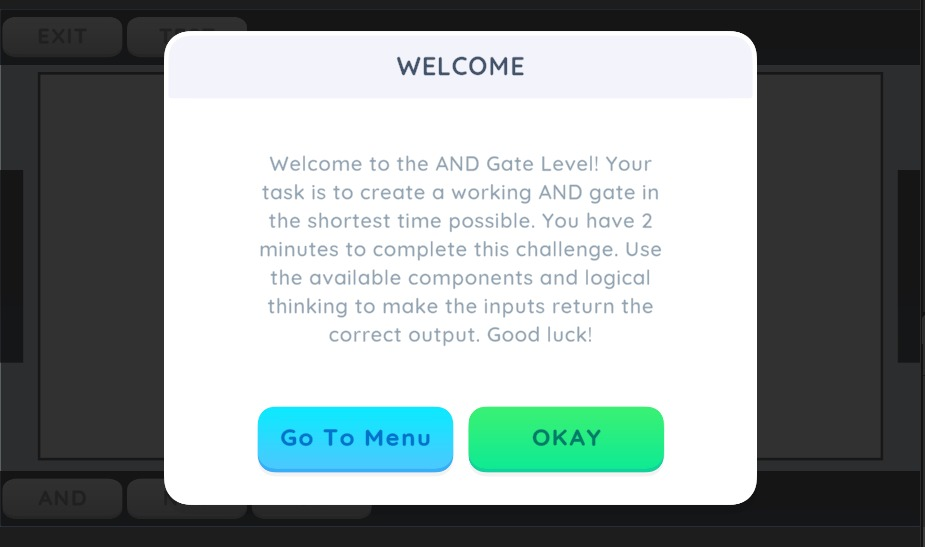 EXIT
WELCOME
Welcome to the AND Gate Level! Your
task is to create a working AND gate in
the shortest time possible. You have 2
minutes to complete this challenge. Use
the available components and logical
thinking to make the inputs return the
correct output. Good luck!
Go To Menu
OKAY
AND